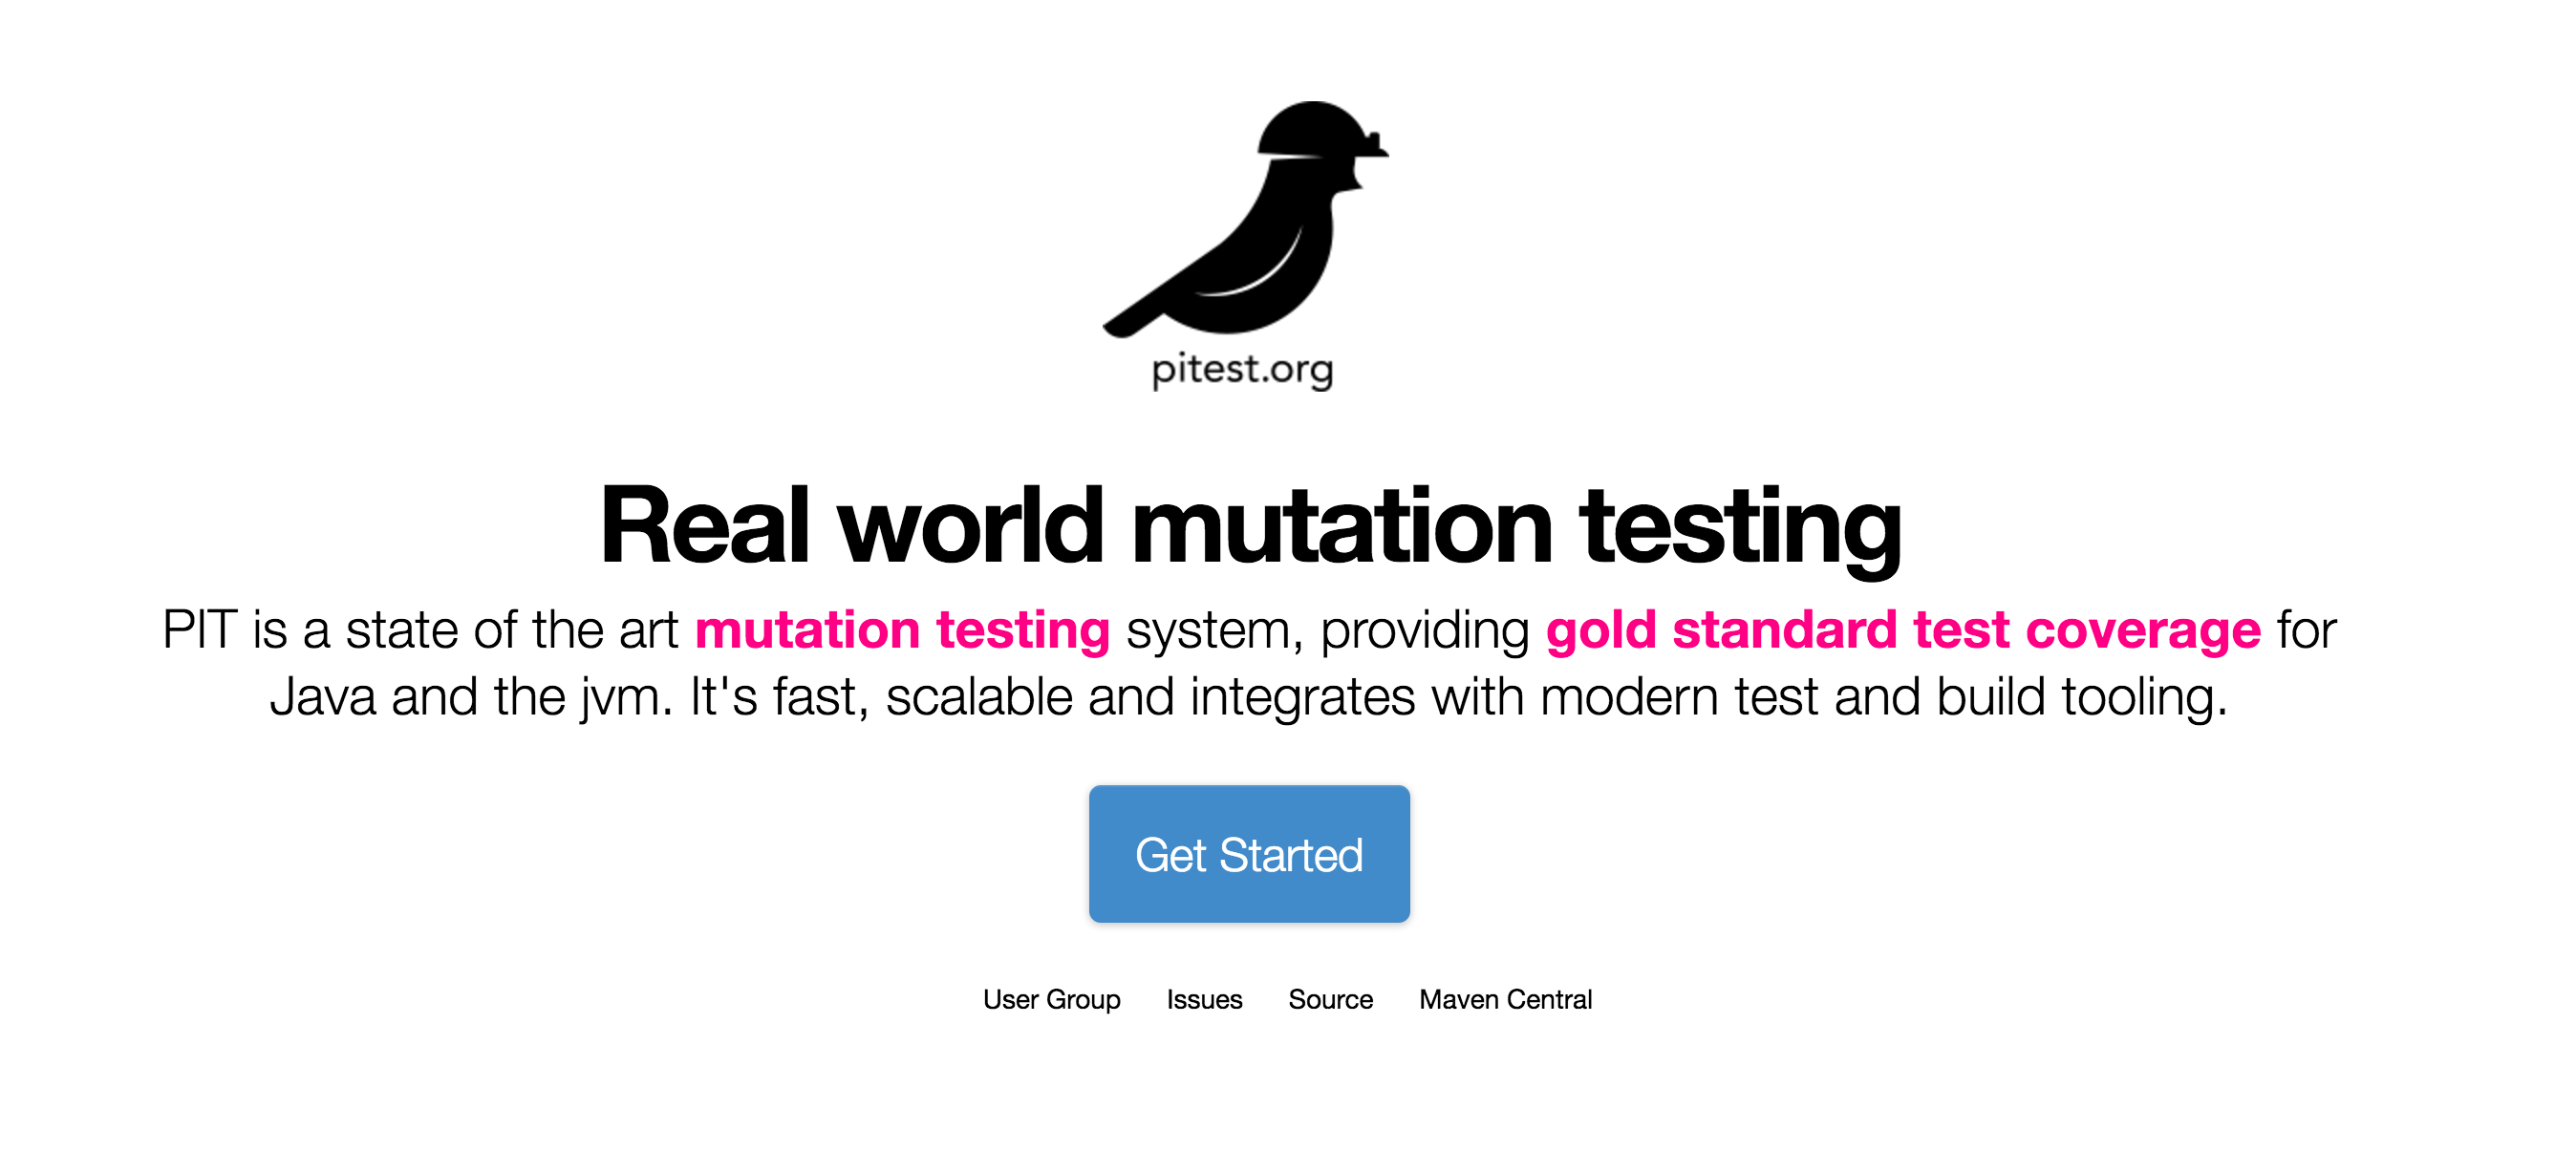 pitest.org
Real world mutation testing
PIT is a state of the art mutation testing system, providing gold standard test coverage for
Java and the jvm. It's fast, scalable and integrates with modern test and build tooling.
Get Started
User Group Issues Source Maven Central